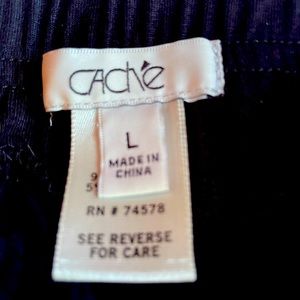 CAChé
L
MADE IN
CHINA
RN # 74578
SEE REVERSE
FOR CARE